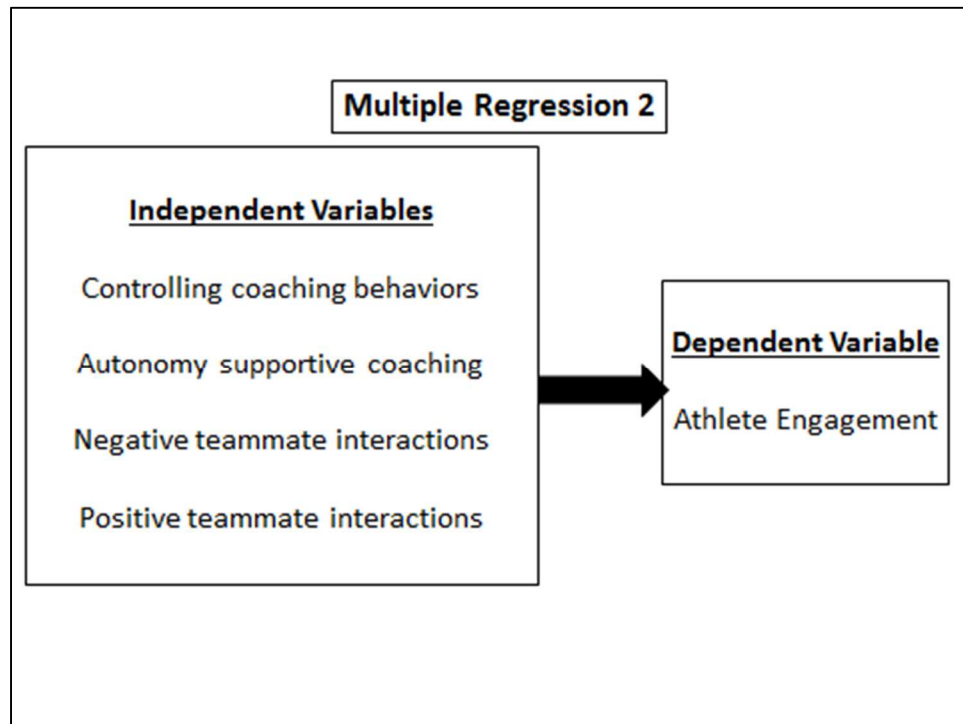 Multiple Regression 2
Independent Variables
Controlling coaching behaviors
Autonomy supportive coaching
Negative teammate interactions
Positive teammate interactions
Dependent Variable
Athlete Engagement